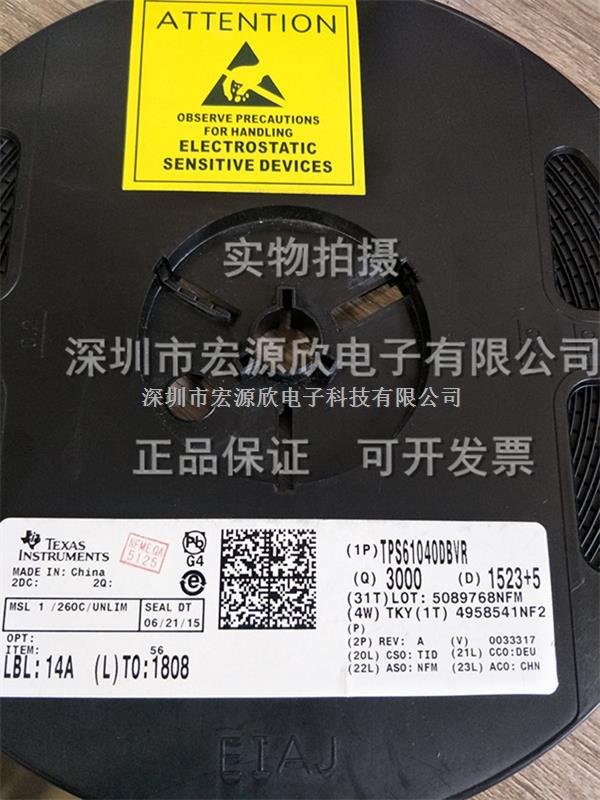 ATTENTION
OBSERVE PRECAUTIONS
FOR HANDLING
ELECTROSTATIC
SENSITIVE DEVICES
实物拍摄
深圳市宏源欣电子有限公司
深圳市宏源欣电子科技有限公司
正品保证 可开发票
TEXAS
INSTRUMENTS
MADE IN: China
2DC: 2Q:
MSL 1 /260C/UNLIM
SEAL DT
06/21/15
OPT:
ITEM: 56
LBL: 14A (L)TO:1808
NFME QA
5125
Pb
G4
e
(1P) TPS61040DBVR
(Q) 3000 (D) 1523+5
(31T)LOT: 5089768NFM
(4W) TKY(1T) 4958541NF2
(P)
(2P) REV: A (V) 0033317
(20L) CSO: TID (21L) CCO:DEU
(22L) ASO: NFM (23L) ACO: CHN
EIAJ